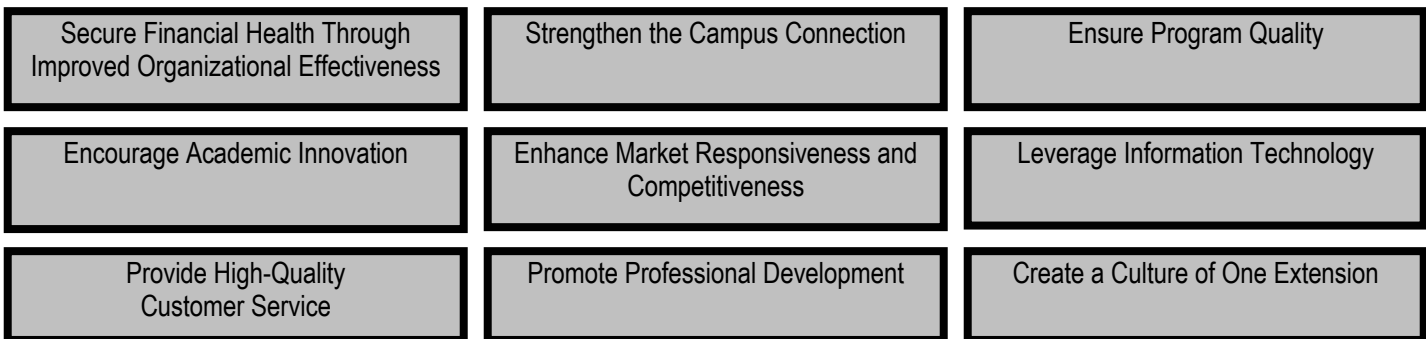 Secure Financial Health Through
Improved Organizational Effectiveness
Strengthen the Campus Connection
Ensure Program Quality
Encourage Academic Innovation
Enhance Market Responsiveness and
Competitiveness
Leverage Information Technology
Provide High-Quality
Customer Service
Promote Professional Development
Create a Culture of One Extension